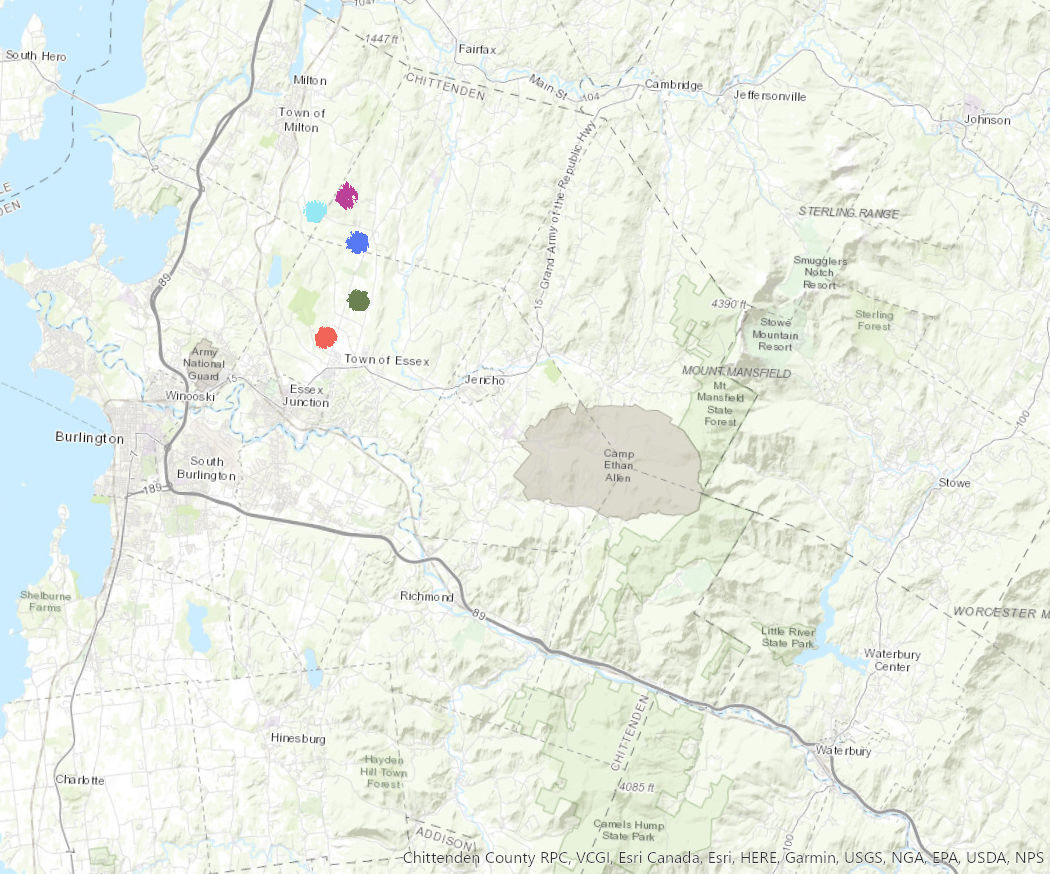 104
1447 ft
South Hero
Fairfax
Milton
CHITTENDEN
Main St
104
Cambridge
Jeffersonville
Town of
Milton
Johnson
2
15 - Grand Army of the Republic Hwy
DEN
STERLING RANGE
Smugglers
Notch
Resort
89
4390 ft
Sterling
Forest
Stowe
Mountain
Resort
Army
National
Guard
Town of Essex
15
Jericho
MOUNT MANSFIELD
Mt
Mansfield
State
Forest
Winooski
Essex
Junction
100
Burlington
South
Burlington
Camp
Ethan
Allen
189
Stowe
Richmond
Shelburne
Farms
89
WORCESTER M
Little River
State Park
Waterbury
Center
CHITTENDEN
Hinesburg
Waterbury
Charlotte
Hayden
Hill Town
Forest
4085 ft
Camels Hump
State Park
ADDISON
100
Chittenden County RPC, VCGI, Esri Canada, Esri, HERE, Garmin, USGS, NGA, EPA, USDA, NPS